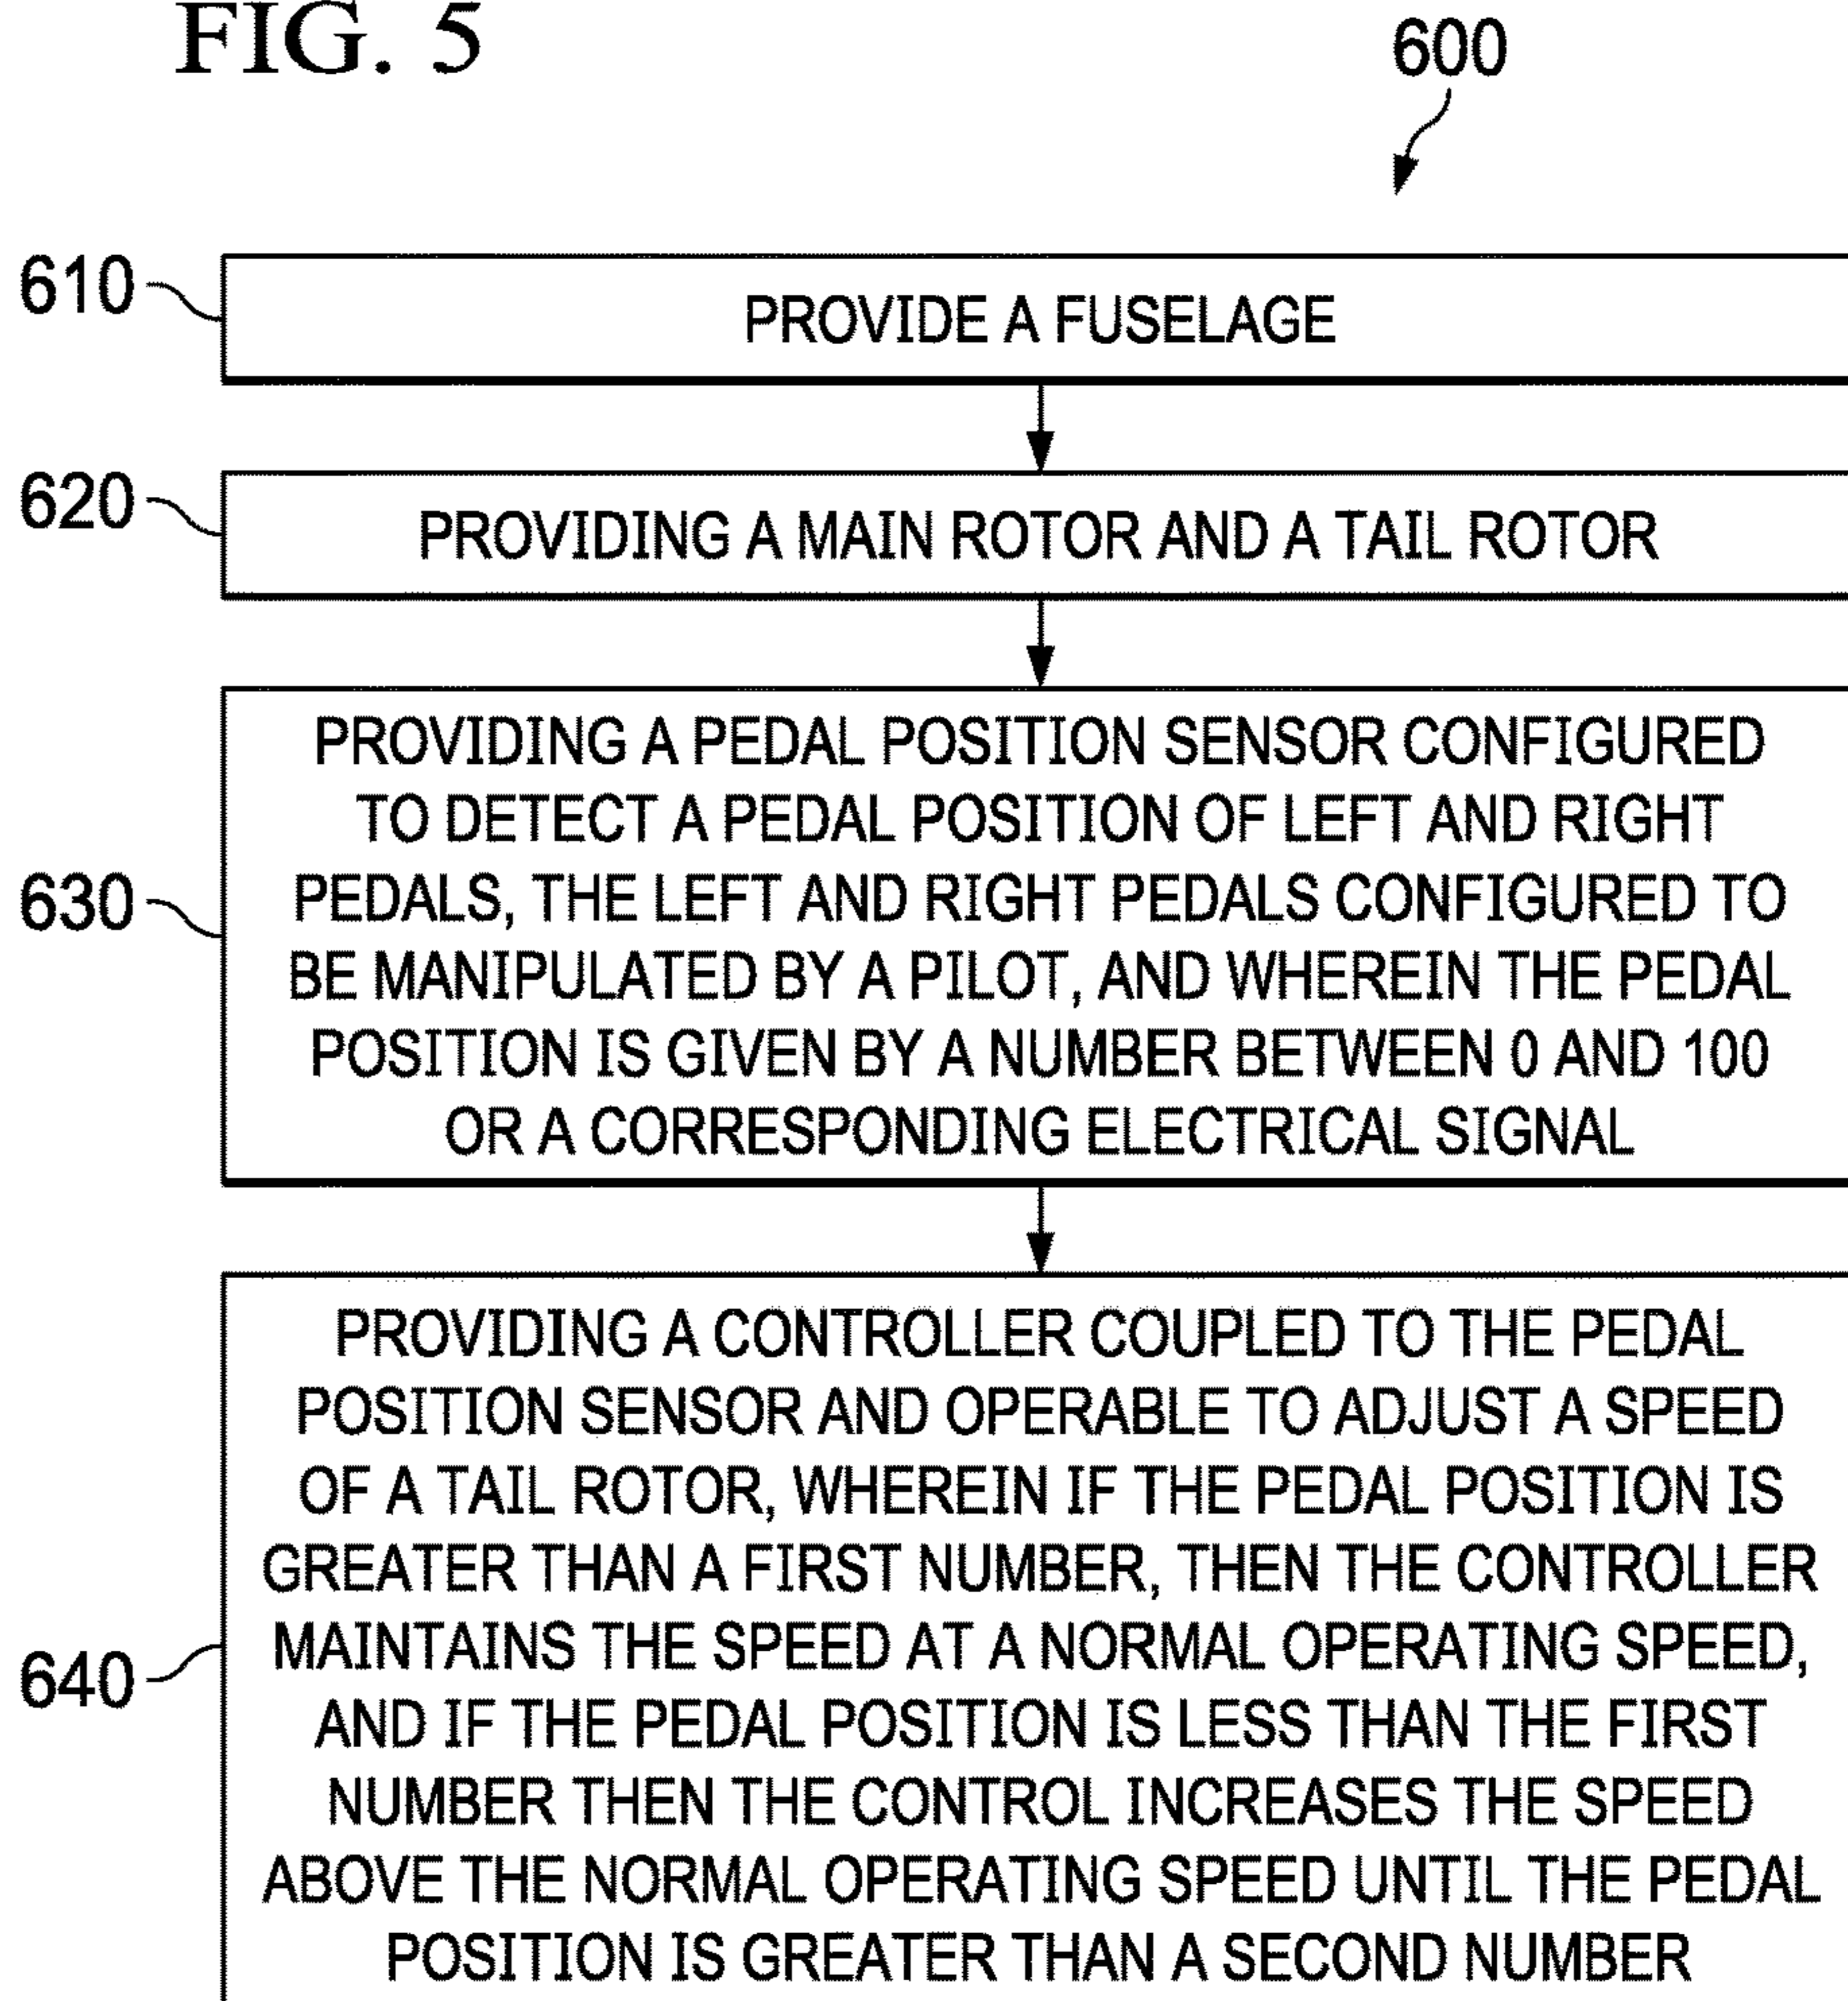 FIG. 5
600
610
PROVIDE A FUSELAGE
620
PROVIDING A MAIN ROTOR AND A TAIL ROTOR
630
PROVIDING A PEDAL POSITION SENSOR CONFIGURED
TO DETECT A PEDAL POSITION OF LEFT AND RIGHT
PEDALS, THE LEFT AND RIGHT PEDALS CONFIGURED TO
BE MANIPULATED BY A PILOT, AND WHEREIN THE PEDAL
POSITION IS GIVEN BY A NUMBER BETWEEN 0 AND 100
OR A CORRESPONDING ELECTRICAL SIGNAL
640
PROVIDING A CONTROLLER COUPLED TO THE PEDAL
POSITION SENSOR AND OPERABLE TO ADJUST A SPEED
OF A TAIL ROTOR, WHEREIN IF THE PEDAL POSITION IS
GREATER THAN A FIRST NUMBER, THEN THE CONTROLLER
MAINTAINS THE SPEED AT A NORMAL OPERATING SPEED,
AND IF THE PEDAL POSITION IS LESS THAN THE FIRST
NUMBER THEN THE CONTROL INCREASES THE SPEED
ABOVE THE NORMAL OPERATING SPEED UNTIL THE PEDAL
POSITION IS GREATER THAN A SECOND NUMBER